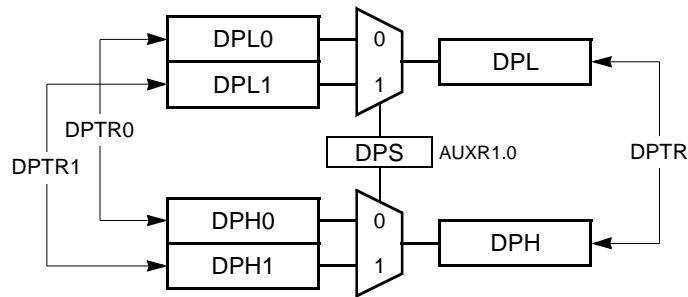 DPL0
0
DPL
DPL1
1
DPTR0
DPS
AUXR1.0
DPTR
DPTR1
DPH0
0
DPH
DPH1
1